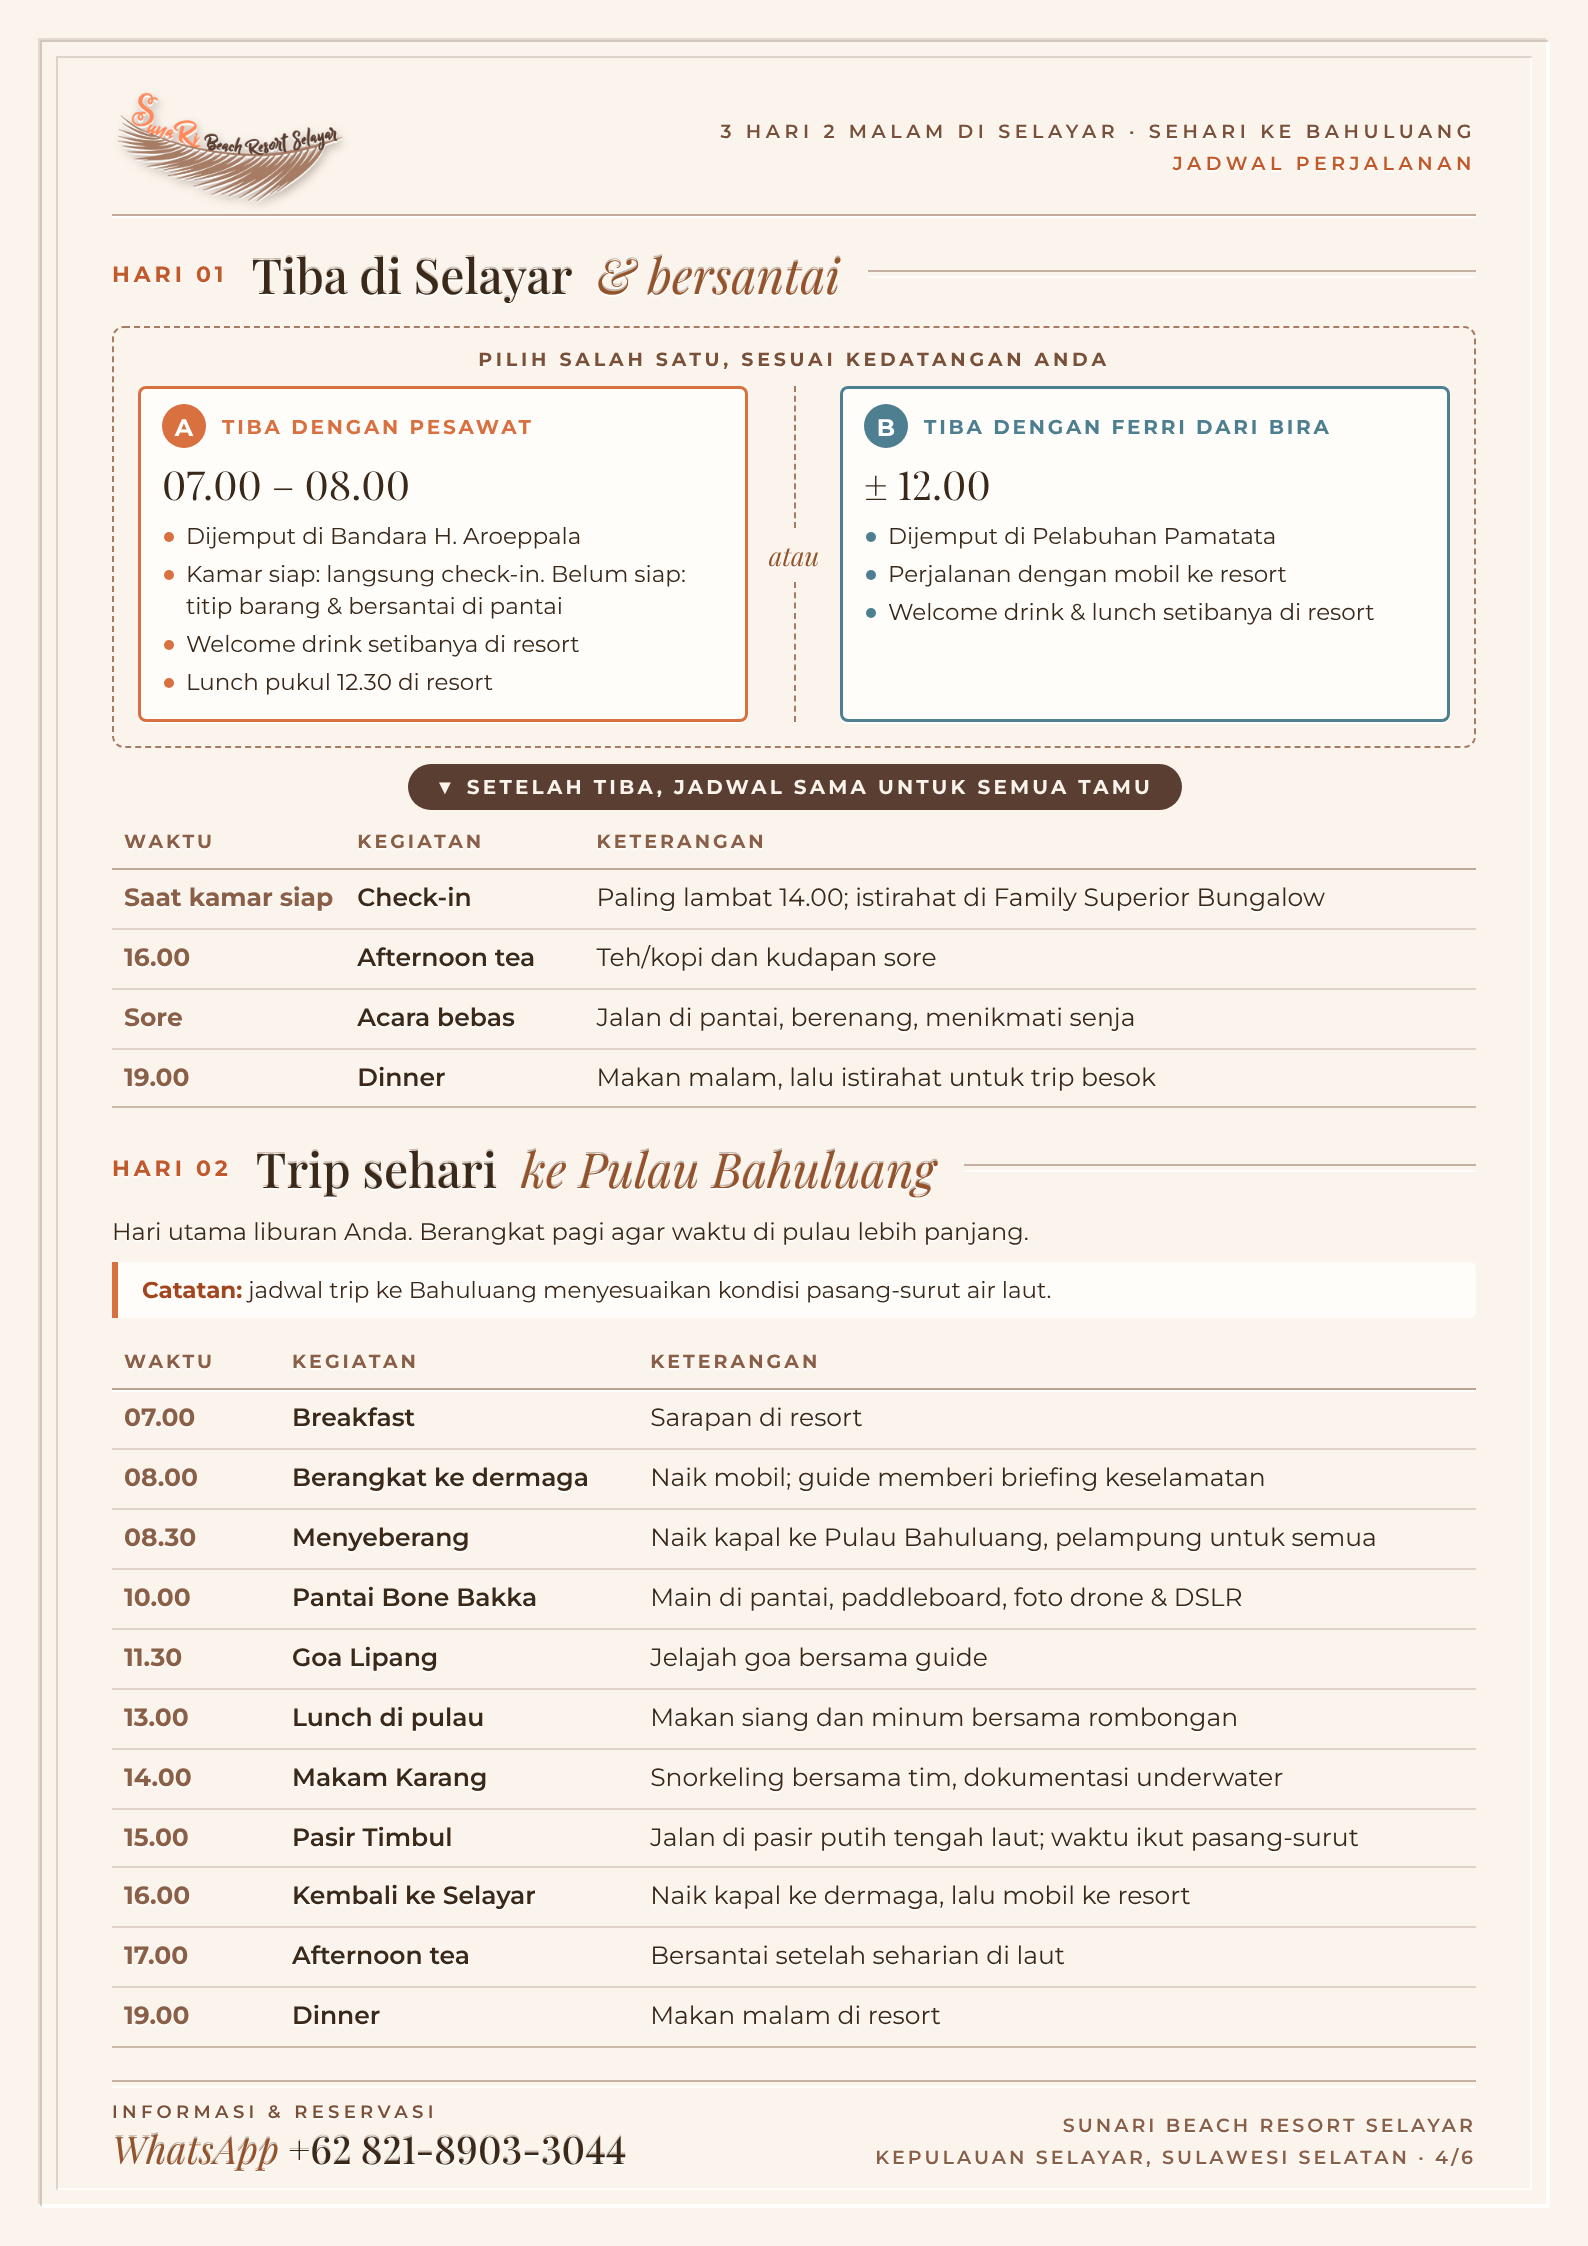 SunaRi Beach Resort Selayar
3 HARI 2 MALAM DI SELAYAR · SEHARI KE BAHULUANG
JADWAL PERJALANAN
HARI 01 Tiba di Selayar & bersantai
PILIH SALAH SATU, SESUAI KEDATANGAN ANDA
A TIBA DENGAN PESAWAT
07.00 – 08.00
Dijemput di Bandara H. Aroeppala
Kamar siap: langsung check-in. Belum siap:
titip barang & bersantai di pantai
Welcome drink setibanya di resort
Lunch pukul 12.30 di resort
atau
B TIBA DENGAN FERRI DARI BIRA
± 12.00
Dijemput di Pelabuhan Pamatata
Perjalanan dengan mobil ke resort
Welcome drink & lunch setibanya di resort
▼ SETELAH TIBA, JADWAL SAMA UNTUK SEMUA TAMU
WAKTU KEGIATAN KETERANGAN
Saat kamar siap Check-in Paling lambat 14.00; istirahat di Family Superior Bungalow
16.00 Afternoon tea Teh/kopi dan kudapan sore
Sore Acara bebas Jalan di pantai, berenang, menikmati senja
19.00 Dinner Makan malam, lalu istirahat untuk trip besok
HARI 02 Trip sehari ke Pulau Bahuluang
Hari utama liburan Anda. Berangkat pagi agar waktu di pulau lebih panjang.
Catatan: jadwal trip ke Bahuluang menyesuaikan kondisi pasang-surut air laut.
WAKTU KEGIATAN KETERANGAN
07.00 Breakfast Sarapan di resort
08.00 Berangkat ke dermaga Naik mobil; guide memberi briefing keselamatan
08.30 Menyeberang Naik kapal ke Pulau Bahuluang, pelampung untuk semua
10.00 Pantai Bone Bakka Main di pantai, paddleboard, foto drone & DSLR
11.30 Goa Lipang Jelajah goa bersama guide
13.00 Lunch di pulau Makan siang dan minum bersama rombongan
14.00 Makam Karang Snorkeling bersama tim, dokumentasi underwater
15.00 Pasir Timbul Jalan di pasir putih tengah laut; waktu ikut pasang-surut
16.00 Kembali ke Selayar Naik kapal ke dermaga, lalu mobil ke resort
17.00 Afternoon tea Bersantai setelah seharian di laut
19.00 Dinner Makan malam di resort
INFORMASI & RESERVASI
WhatsApp +62 821-8903-3044
SUNARI BEACH RESORT SELAYAR
KEPULAUAN SELAYAR, SULAWESI SELATAN · 4/6